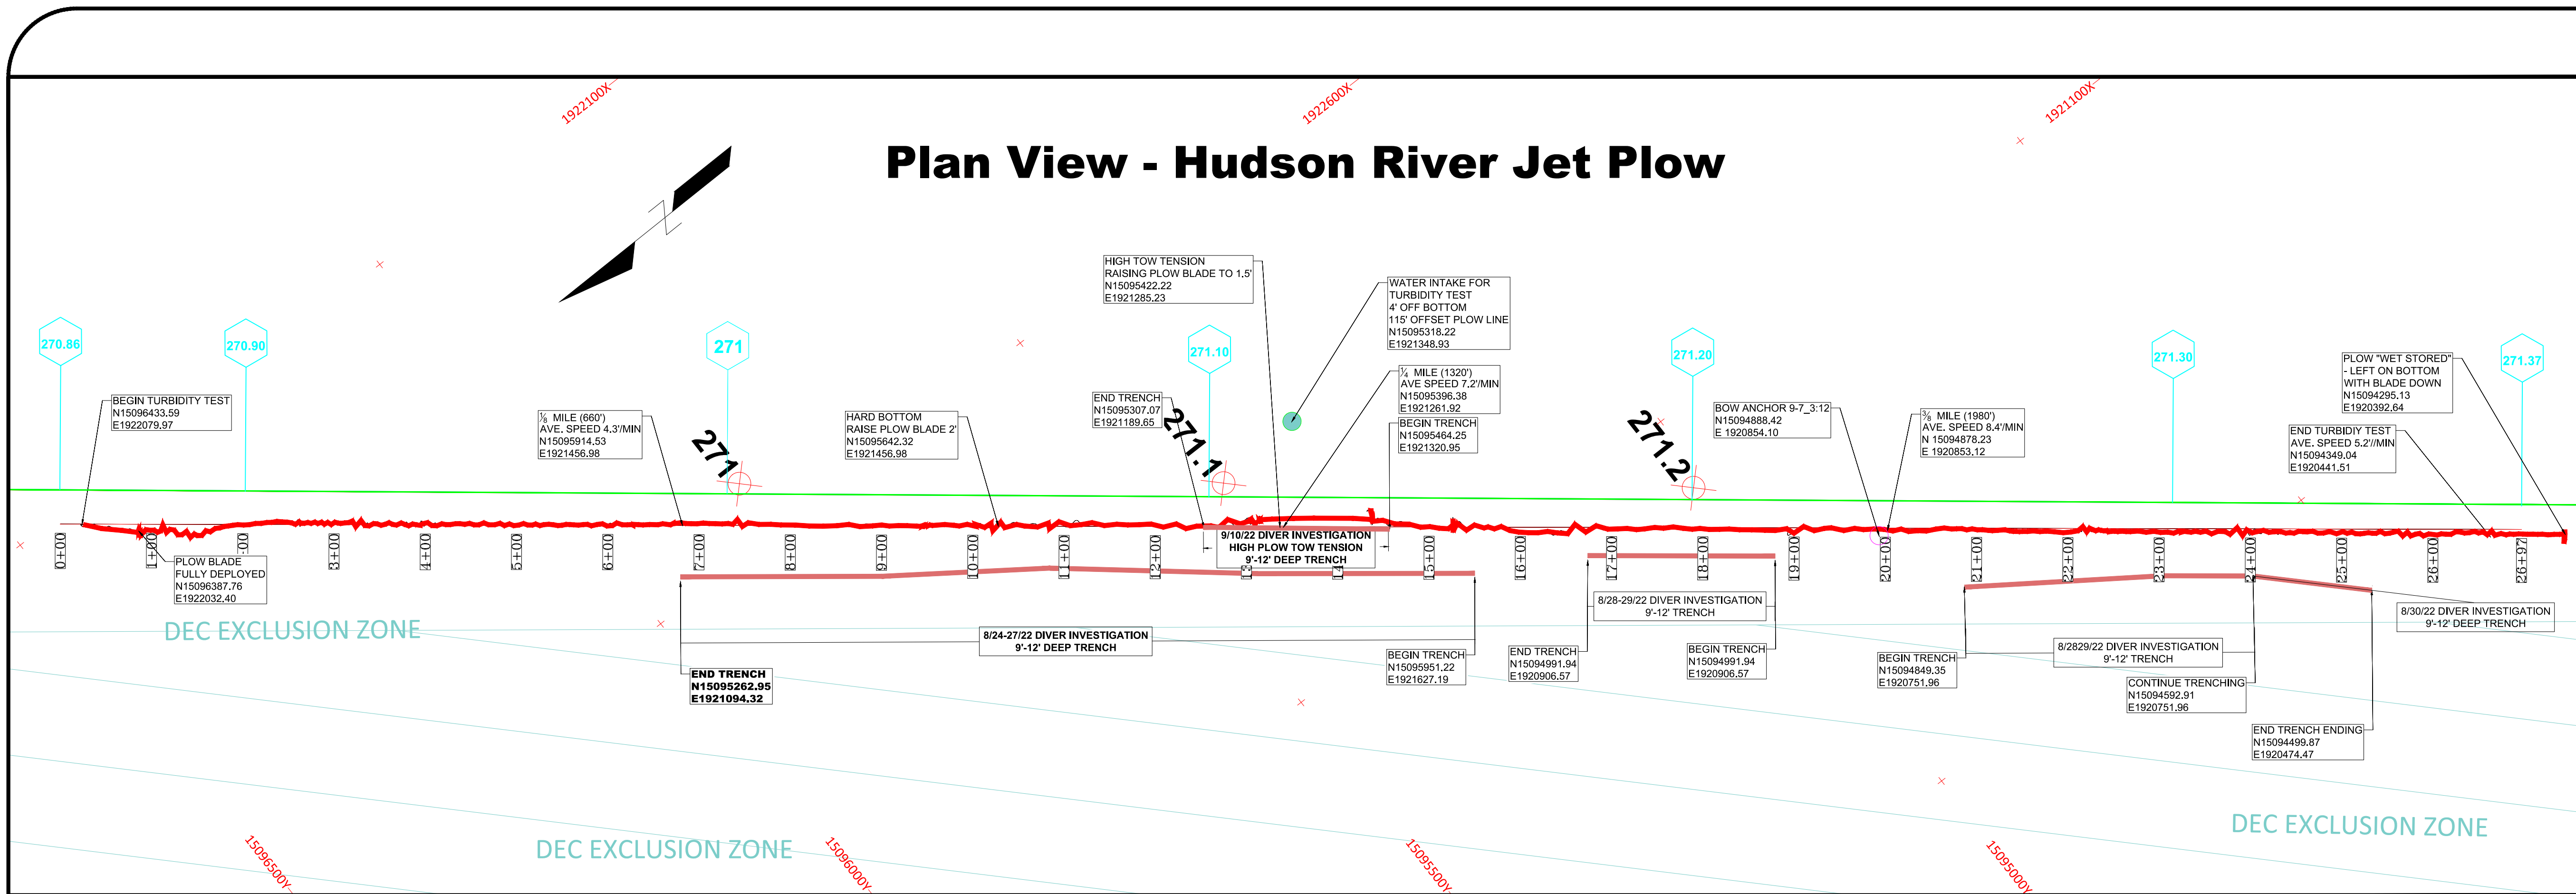 1922100X
1922600X
1921100X
Plan View - Hudson River Jet Plow
Z
270.86
270.90
271
271.10
271.20
271.30
271.37
BEGIN TURBIDITY TEST
N15096433.59
E1922079.97
PLOW BLADE
FULLY DEPLOYED
N15096387.76
E1922032.40
⅛ MILE (660')
AVE. SPEED 4.3'/MIN
N15095914.53
E1921456.98
HARD BOTTOM
RAISE PLOW BLADE 2'
N15095642.32
E1921456.98
HIGH TOW TENSION
RAISING PLOW BLADE TO 1.5'
N15095422.22
E1921285.23
WATER INTAKE FOR
TURBIDITY TEST
4' OFF BOTTOM
115' OFFSET PLOW LINE
N15095318.22
E1921348.93
END TRENCH
N15095307.07
E1921189.65
¼ MILE (1320')
AVE SPEED 7.2'/MIN
N15095396.38
E1921261.92
BEGIN TRENCH
N15095464.25
E1921320.95
BOW ANCHOR 9-7_3:12
N15094888.42
E 1920854.10
⅜ MILE (1980')
AVE. SPEED 8.4'/MIN
N 15094878.23
E 1920853.12
PLOW "WET STORED"
- LEFT ON BOTTOM
WITH BLADE DOWN
N15094295.13
E1920392.64
END TURBIDIY TEST
AVE. SPEED 5.2'//MIN
N15094349.04
E1920441.51
271
271.1
271.2
0+00
1+00
+00
3+00
4+00
5+00
6+00
7+00
8+00
9+00
10+00
11+00
12+00
13
14
15+00
16+00
17+00
18+00
19+00
20+00
21+00
22+00
23+00
24+00
25+00
26+00
26+97
9/10/22 DIVER INVESTIGATION
HIGH PLOW TOW TENSION
9'-12' DEEP TRENCH
8/24-27/22 DIVER INVESTIGATION
9'-12' DEEP TRENCH
8/28-29/22 DIVER INVESTIGATION
9'-12' TRENCH
8/2829/22 DIVER INVESTIGATION
9'-12' TRENCH
8/30/22 DIVER INVESTIGATION
9'-12' DEEP TRENCH
END TRENCH
N15095262.95
E1921094.32
BEGIN TRENCH
N15095951.22
E1921627.19
END TRENCH
N15094991.94
E1920906.57
BEGIN TRENCH
N15094991.94
E1920906.57
BEGIN TRENCH
N15094849.35
E1920751.96
CONTINUE TRENCHING
N15094592.91
E1920751.96
END TRENCH ENDING
N15094499.87
E1920474.47
DEC EXCLUSION ZONE
DEC EXCLUSION ZONE
DEC EXCLUSION ZONE
15096500Y
15096000Y
15095500Y
15095000Y